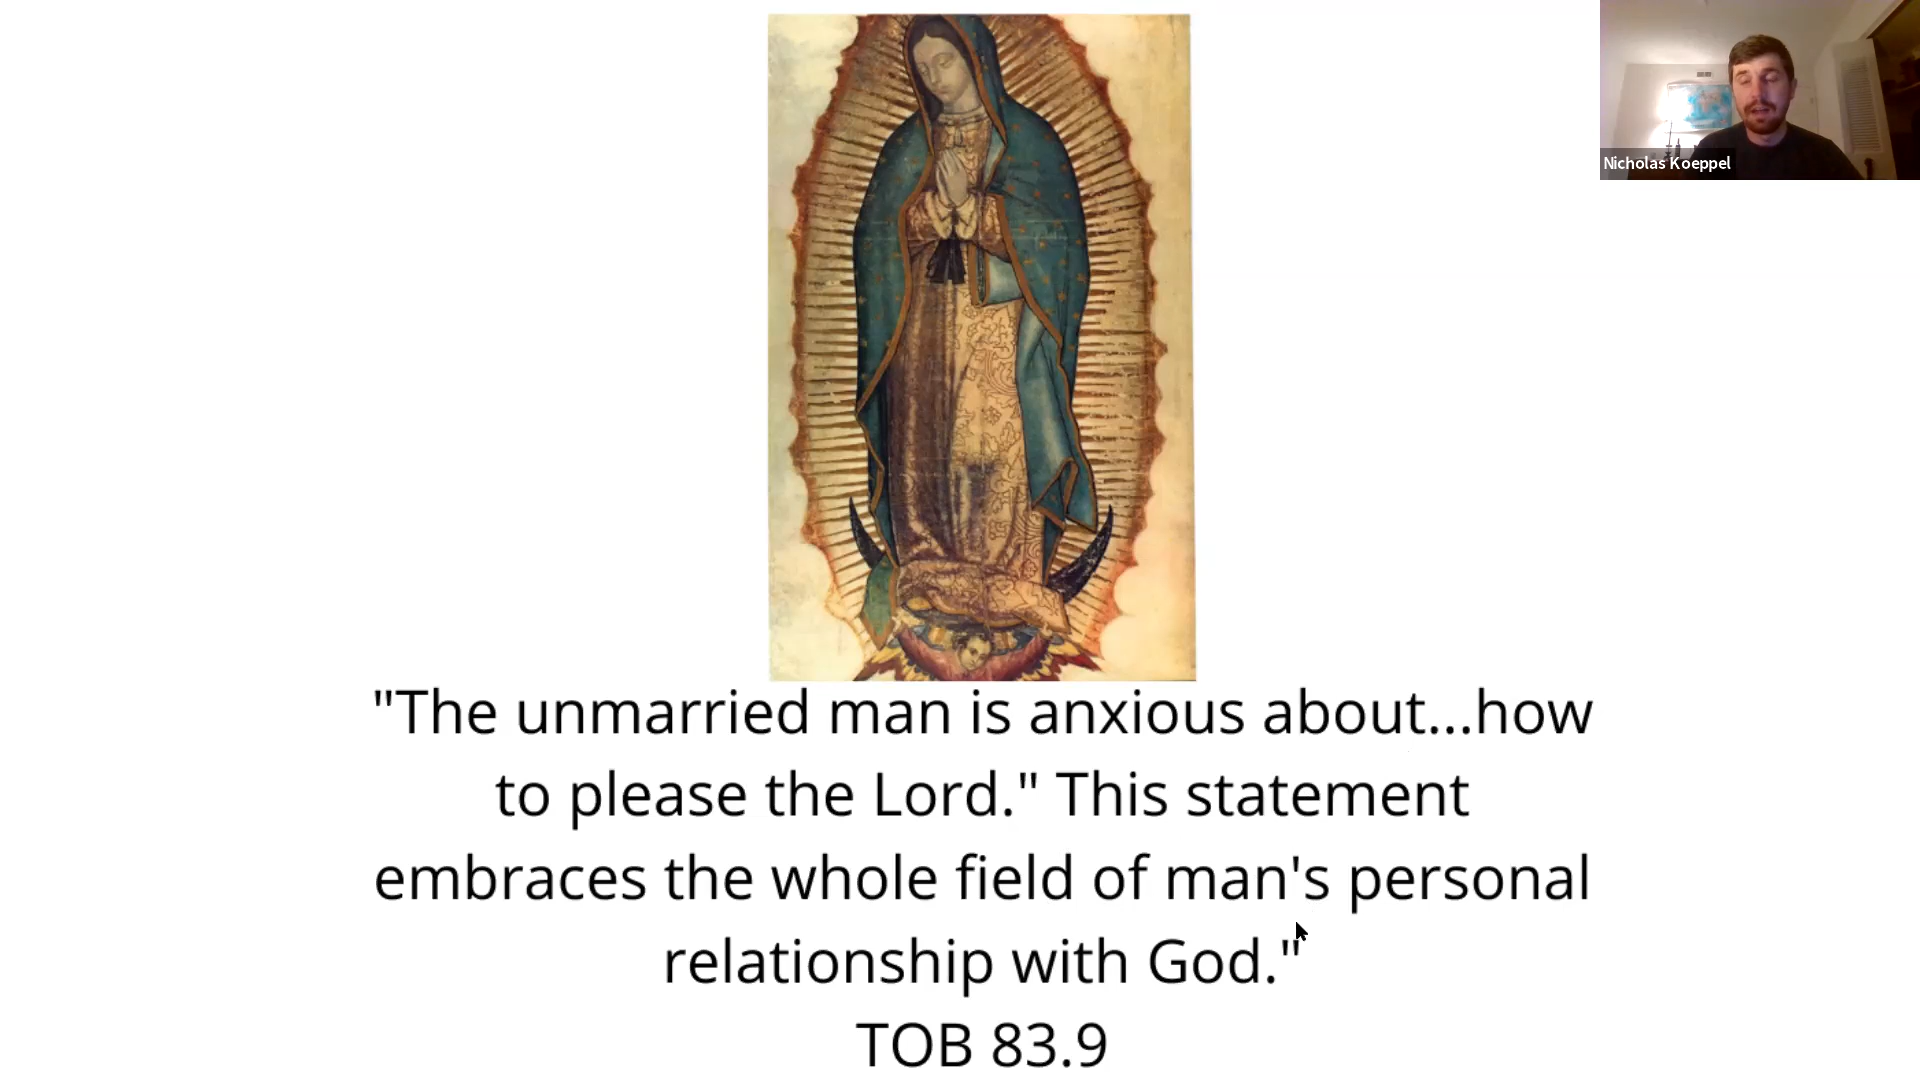 Nicholas Koeppel
"The unmarried man is anxious about...how
to please the Lord." This statement
embraces the whole field of man's personal
relationship with God."
TOB 83.9